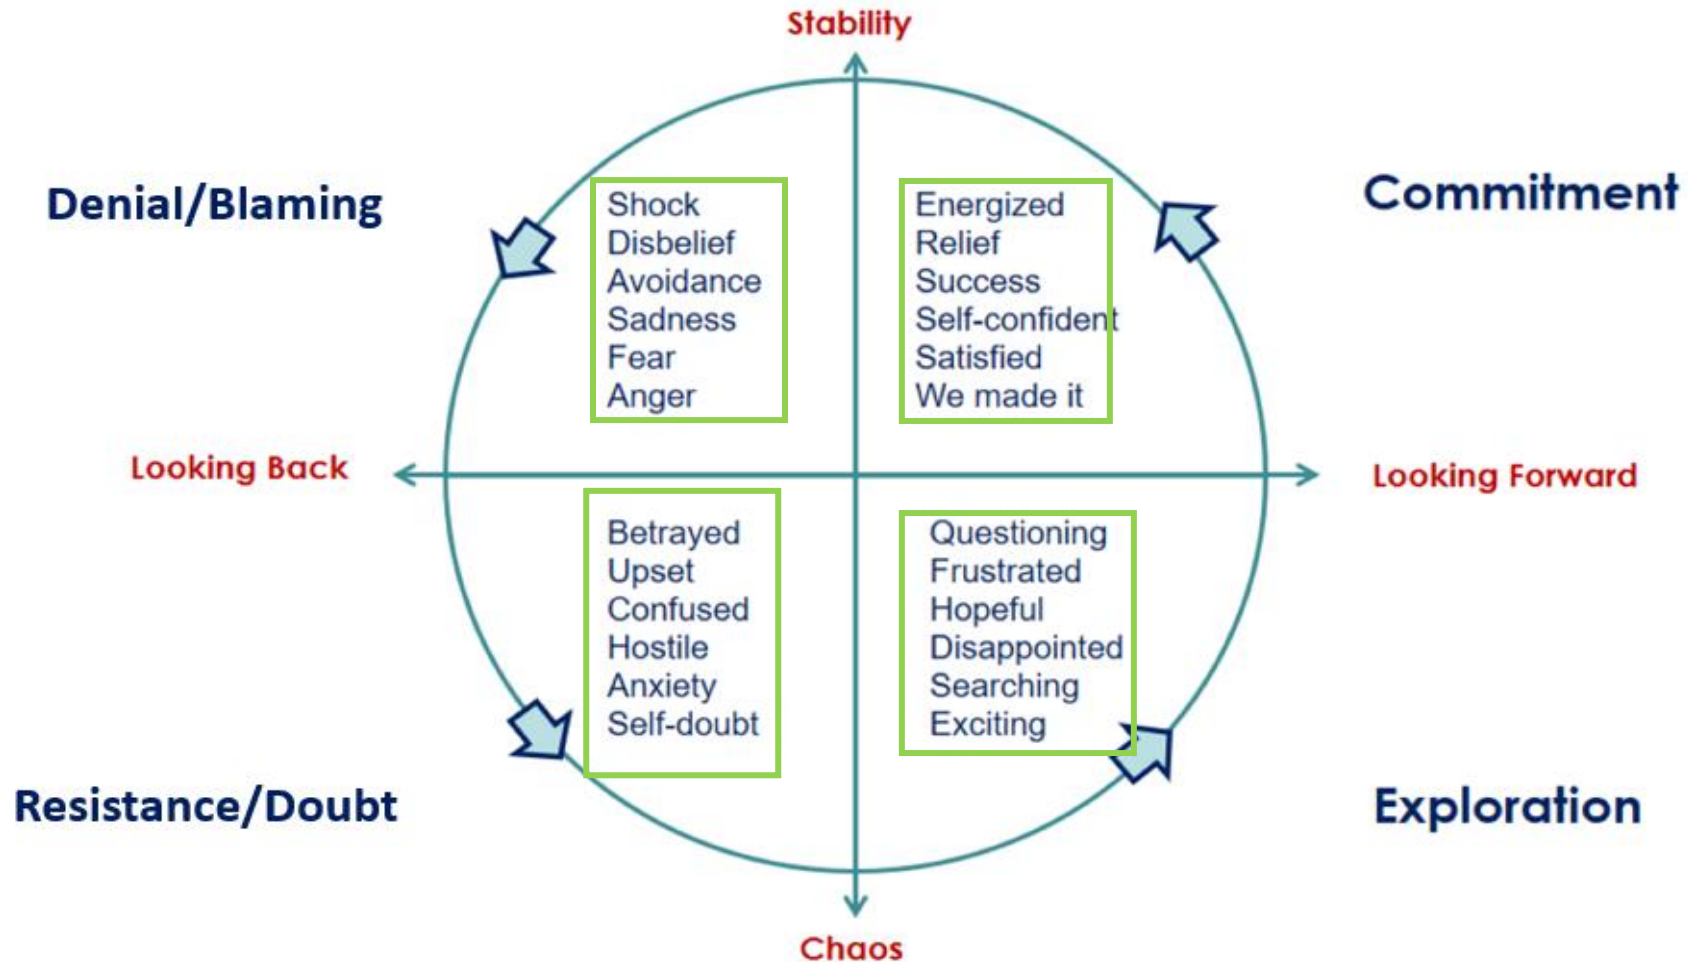 Stability
Denial/Blaming
Commitment
Shock
Disbelief
Avoidance
Sadness
Fear
Anger
Energized
Relief
Success
Self-confident
Satisfied
We made it
Looking Back
Looking Forward
Betrayed
Upset
Confused
Hostile
Anxiety
Self-doubt
Questioning
Frustrated
Hopeful
Disappointed
Searching
Exciting
Resistance/Doubt
Exploration
Chaos